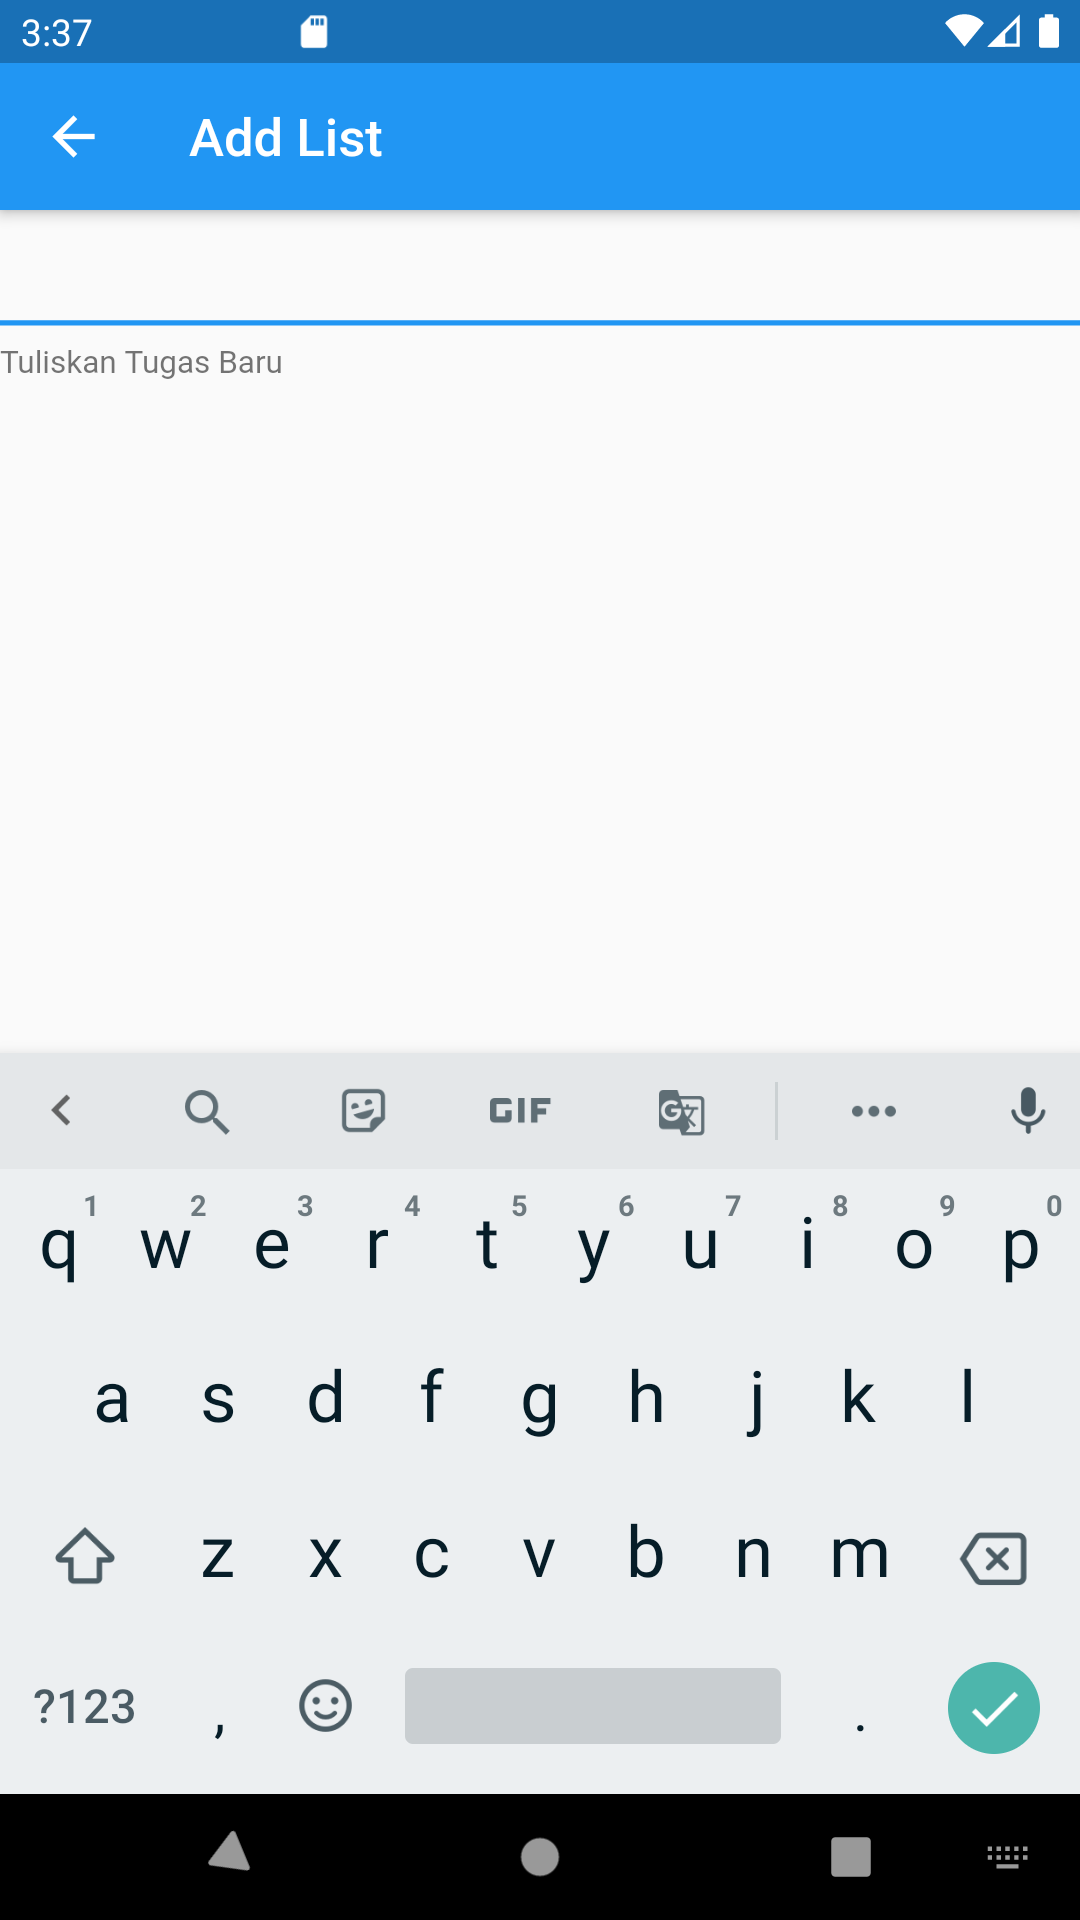 3:37
Add List
Tuliskan Tugas Baru
GIF
G 文
1 2 3 4 5 6 7 8 9 0
q w e r t y u i o p
a s d f g h j k l
z x c v b n m
?123 , .